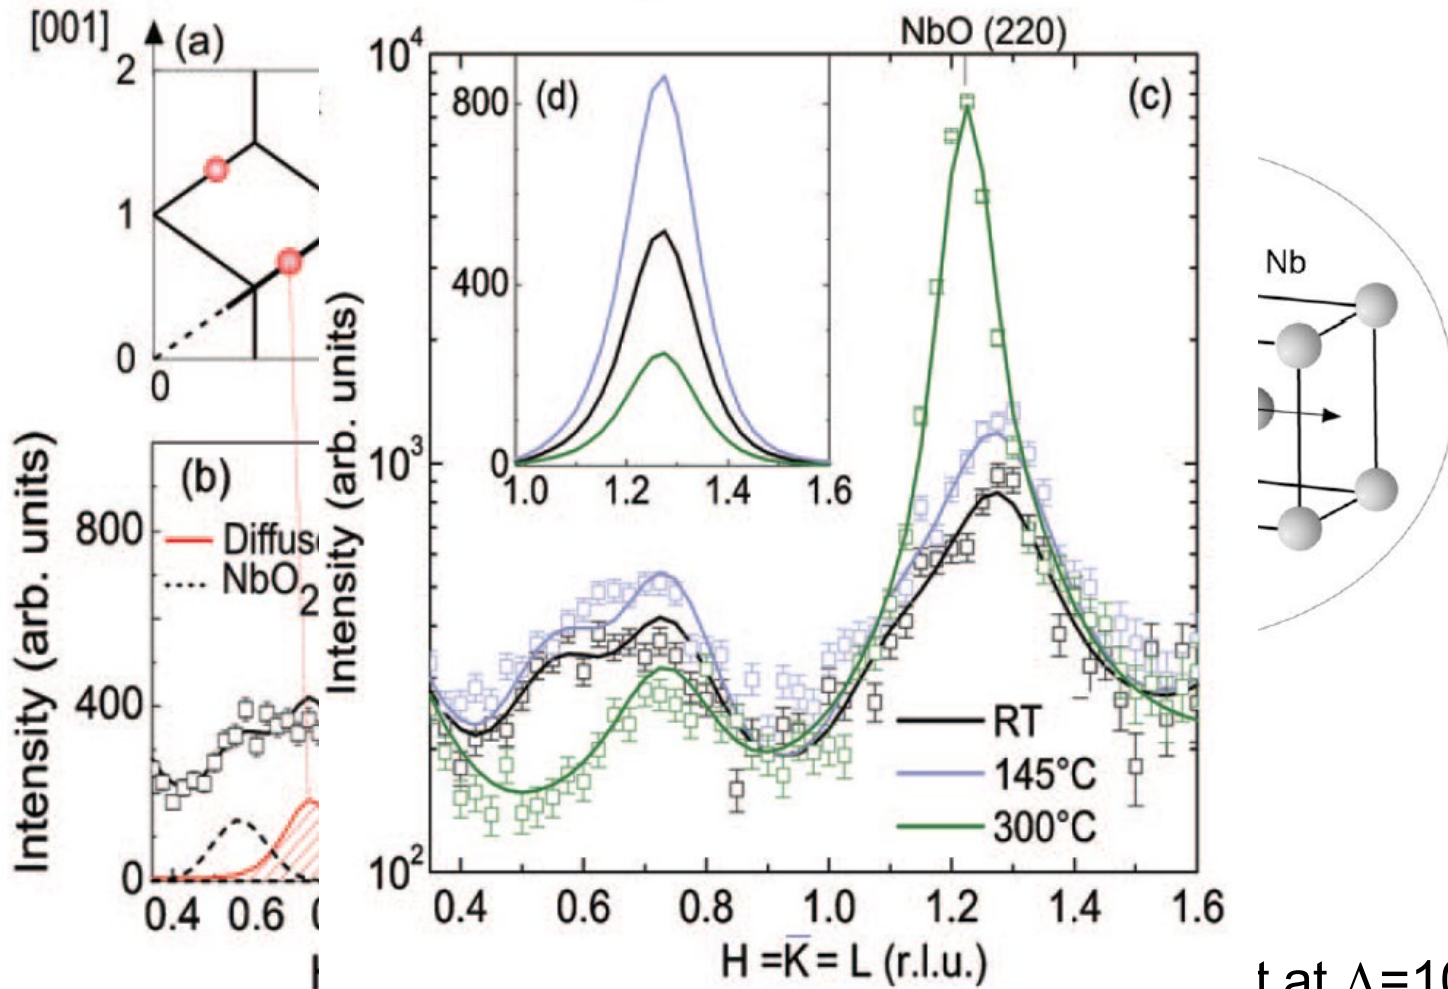 [001]
(a)
2
1
0
0
Intensity (arb. units)
(b)
800
400
0
NbO2
0.4 0.6
NbO (220)
10^4
10^3
10^2
Intensity (arb. units)
(d)
800
400
0
1.0 1.2 1.4 1.6
(c)
RT
145°C
300°C
0.4 0.6 0.8 1.0 1.2 1.4 1.6
H =K̅= L (r.l.u.)
Nb
t at Δ=10